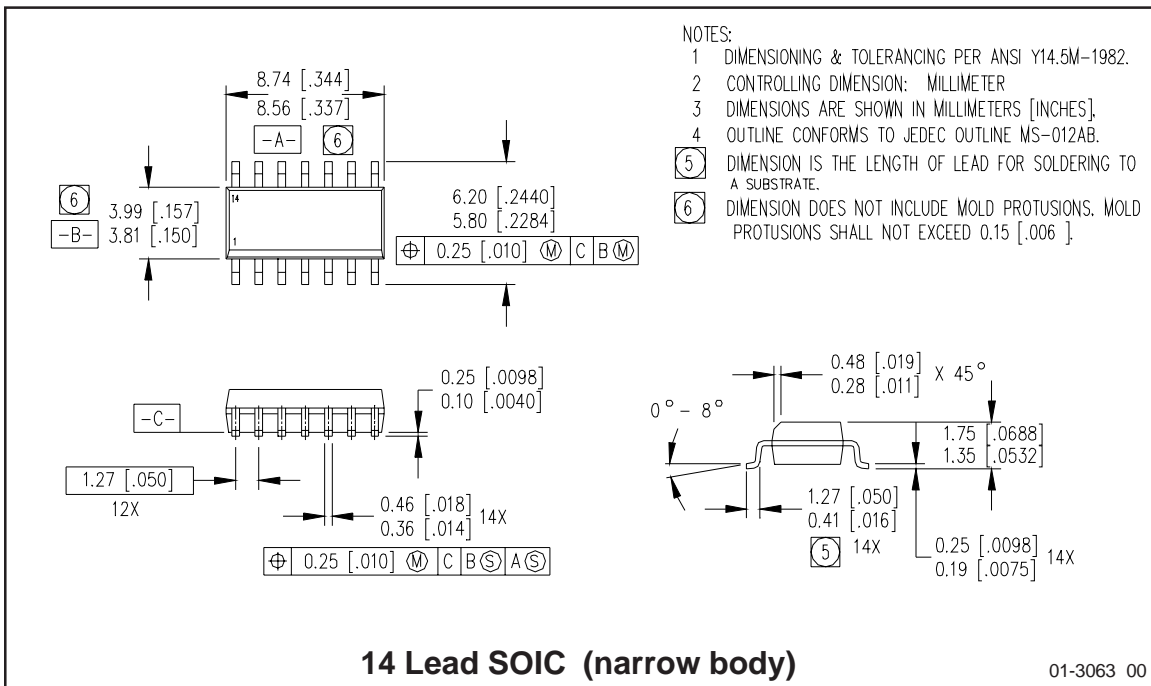 NOTES:
1 DIMENSIONING & TOLERANCING PER ANSI Y14.5M-1982.
2 CONTROLLING DIMENSION: MILLIMETER
3 DIMENSIONS ARE SHOWN IN MILLIMETERS [INCHES].
4 OUTLINE CONFORMS TO JEDEC OUTLINE MS-012AB.
5 DIMENSION IS THE LENGTH OF LEAD FOR SOLDERING TO
A SUBSTRATE.
6 DIMENSION DOES NOT INCLUDE MOLD PROTUSIONS. MOLD
PROTUSIONS SHALL NOT EXCEED 0.15 [.006 ].
8.74 [.344]
8.56 [.337]
-A- 6
6
3.99 [.157]
3.81 [.150]
-B-
14
1
6.20 [.2440]
5.80 [.2284]
⌖ 0.25 [.010] Ⓜ C B Ⓜ
0.25 [.0098]
0.10 [.0040]
-C-
1.27 [.050]
12X
0.46 [.018]
0.36 [.014]
14X
⌖ 0.25 [.010] Ⓜ C B Ⓢ A Ⓢ
0.48 [.019]
0.28 [.011]
X 45°
0° - 8°
1.75 [.0688]
1.35 [.0532]
1.27 [.050]
0.41 [.016]
5 14X
0.25 [.0098]
0.19 [.0075]
14X
14 Lead SOIC (narrow body)
01-3063 00